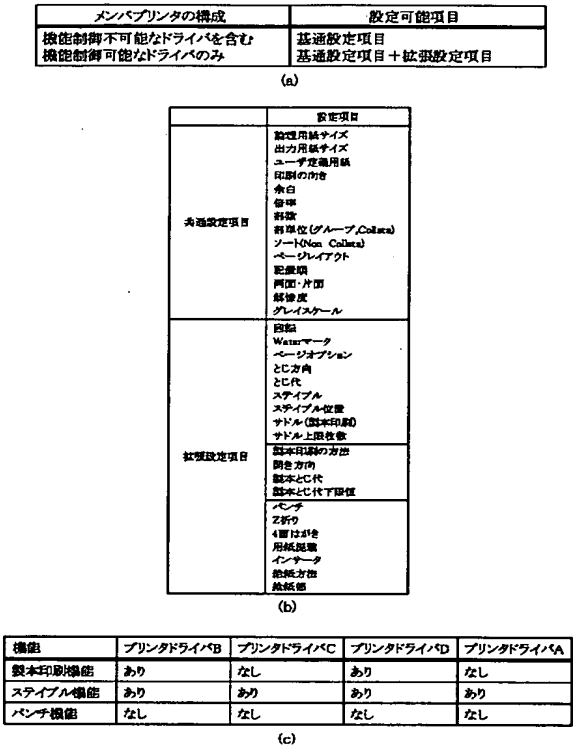 メンバプリンタの構成 設定可能項目
機能制御不可能なドライバを含む 基通設定項目
機能制御可能なドライバのみ 基通設定項目+拡張設定項目
(a)
設定項目
共通設定項目
論理用紙サイズ
出力用紙サイズ
ユーザ定義用紙
印刷の向き
余白
倍率
部数
部単位(グループ,Collate)
ソート(Non Collate)
ページレイアウト
配置順
両面・片面
解像度
グレイスケール
拡張設定項目
回転
Waterマーク
ページオプション
とじ方向
とじ代
ステイプル
ステイプル位置
サドル(製本印刷)
サドル上限枚数
製本印刷の方法
開き方向
製本とじ代
製本とじ代下限値
パンチ
Z折り
4面はがき
用紙混載
インサータ
給紙方法
給紙部
(b)
機能 プリンタドライバB プリンタドライバC プリンタドライバD プリンタドライバA
製本印刷機能 あり なし あり なし
ステイプル機能 あり あり あり あり
パンチ機能 なし なし なし なし
(c)